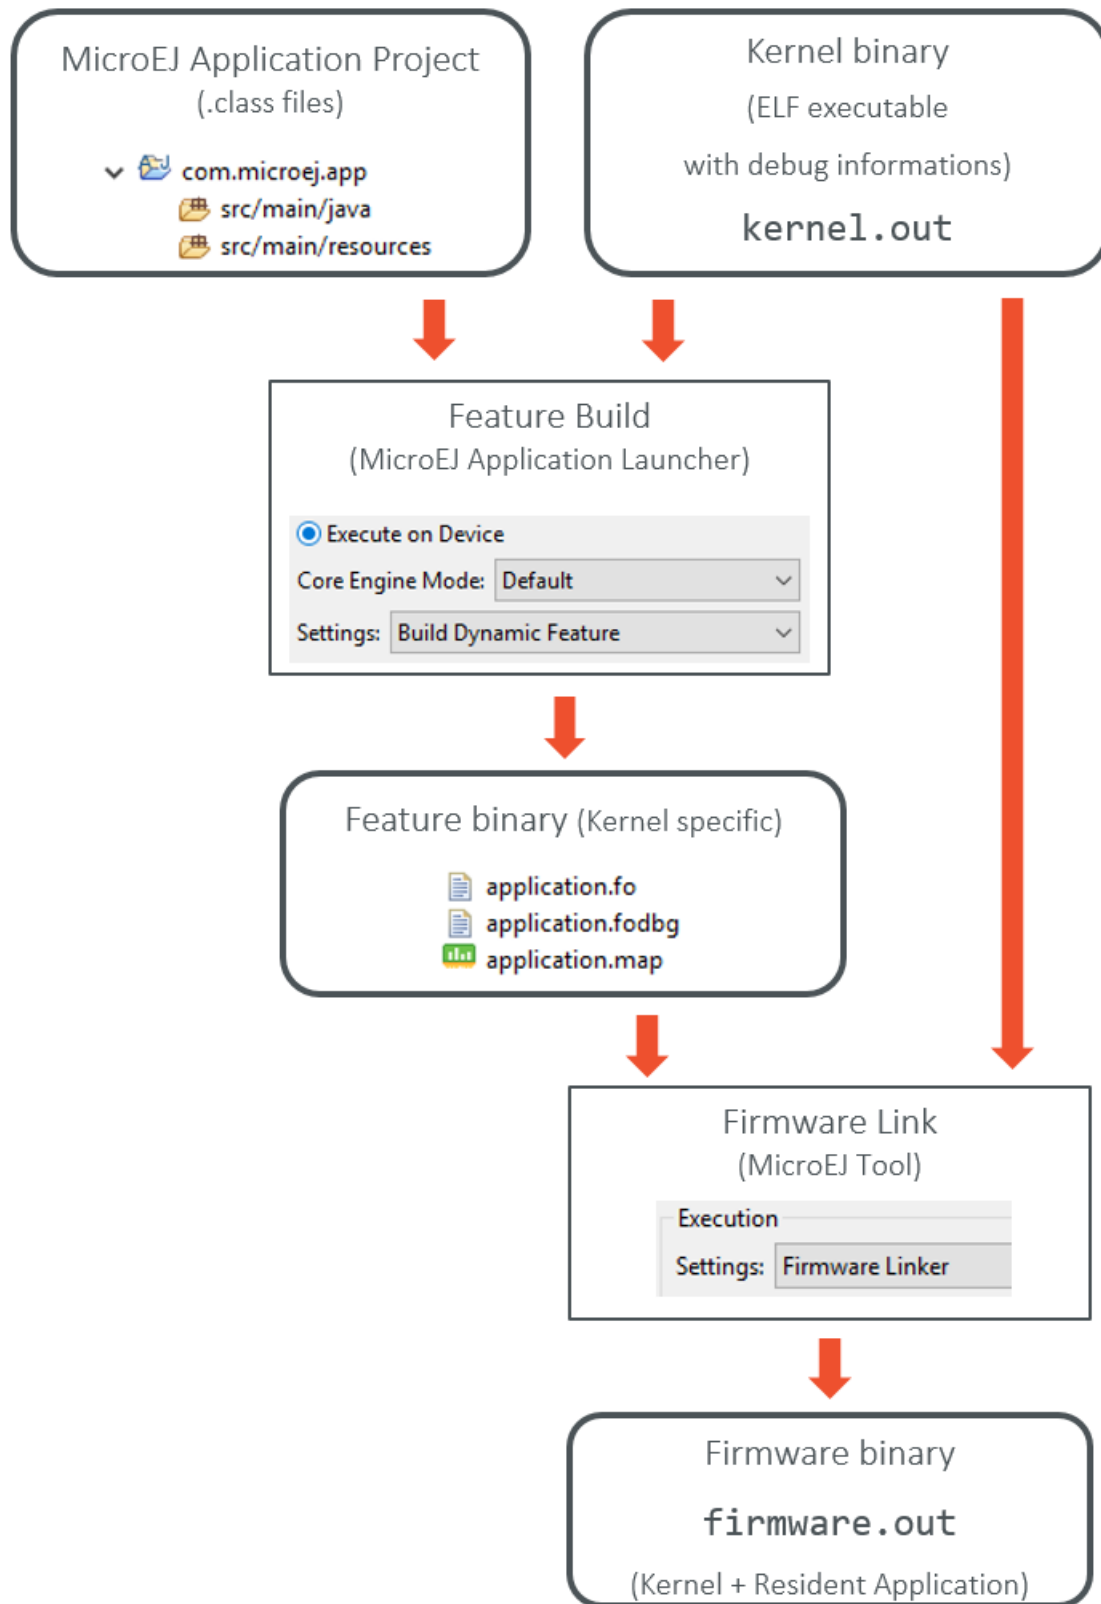 MicroEJ Application Project
(.class files)
com.microej.app
src/main/java
src/main/resources
Kernel binary
(ELF executable
with debug informations)
kernel.out
Feature Build
(MicroEJ Application Launcher)
Execute on Device
Core Engine Mode: Default
Settings: Build Dynamic Feature
Feature binary (Kernel specific)
application.fo
application.fodbg
application.map
Firmware Link
(MicroEJ Tool)
Execution
Settings: Firmware Linker
Firmware binary
firmware.out
(Kernel + Resident Application)